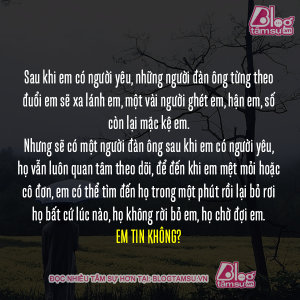 Blog
tâmsự.vn
Sau khi em có người yêu, những người đàn ông từng theo
đuổi em sẽ xa lánh em, một vài người ghét em, hận em, số
còn lại mặc kệ em.
Nhưng sẽ có một người đàn ông sau khi em có người yêu,
họ vẫn luôn quan tâm theo dõi, để đến khi em mệt mỏi hoặc
cô đơn, em có thể tìm đến họ trong một phút rồi lại bỏ rơi
họ bất cứ lúc nào, họ không rời bỏ em, họ chờ đợi em.
EM TIN KHÔNG?
ĐỌC NHIỀU TÂM SỰ HƠN TẠI: BLOGTAMSU.VN
Blog
tâmsự.vn